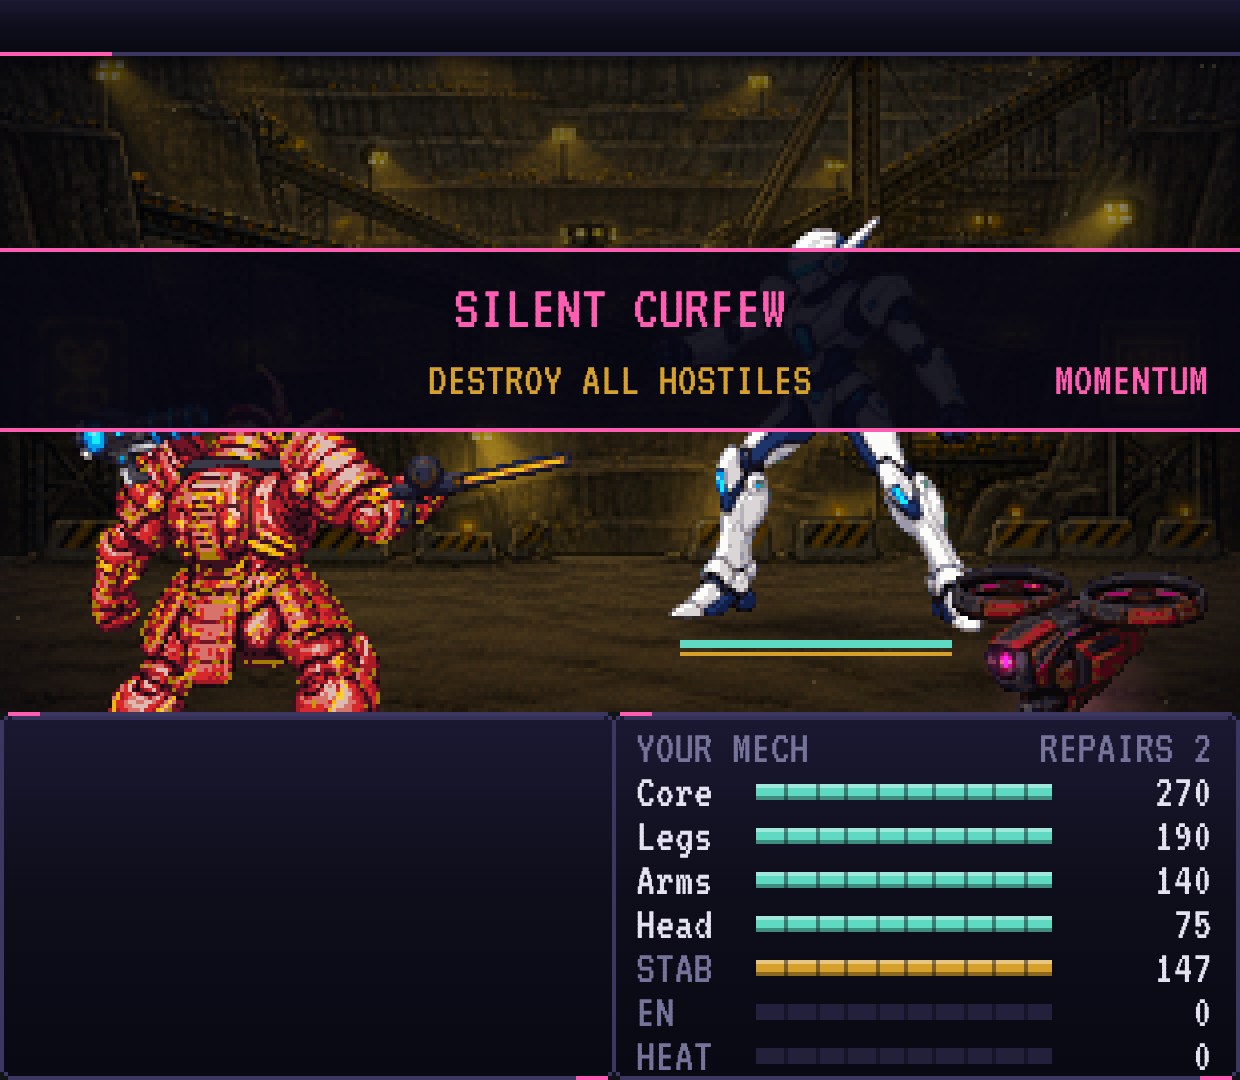 SILENT CURFEW
DESTROY ALL HOSTILES
MOMENTUM
YOUR MECH REPAIRS 2
Core 270
Legs 190
Arms 140
Head 75
STAB 147
EN 0
HEAT 0